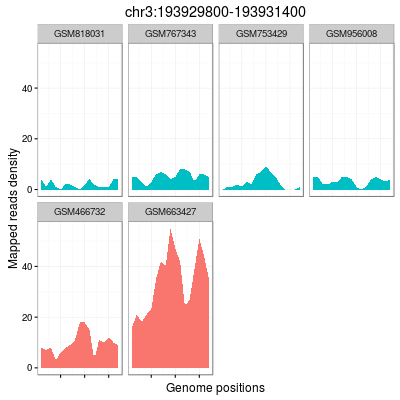 chr3:193929800-193931400
GSM818031 GSM767343 GSM753429 GSM956008
40
20
0
GSM466732 GSM663427
40
20
0
Mapped reads density
Genome positions